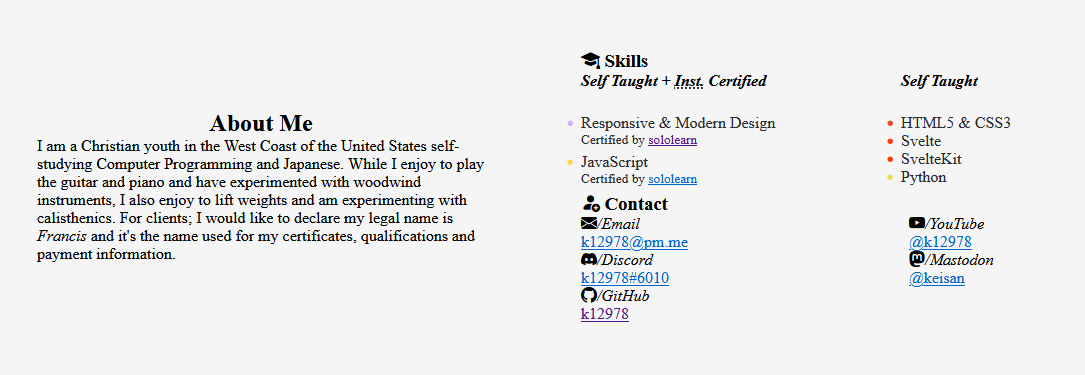 About Me
I am a Christian youth in the West Coast of the United States self-
studying Computer Programming and Japanese. While I enjoy to play
the guitar and piano and have experimented with woodwind
instruments, I also enjoy to lift weights and am experimenting with
calisthenics. For clients; I would like to declare my legal name is
Francis and it's the name used for my certificates, qualifications and
payment information.
Skills
Self Taught + Inst. Certified
Responsive & Modern Design
Certified by sololearn
JavaScript
Certified by sololearn
Self Taught
HTML5 & CSS3
Svelte
SvelteKit
Python
Contact
/Email
k12978@pm.me
/Discord
k12978#6010
/GitHub
k12978
/YouTube
@k12978
/Mastodon
@keisan